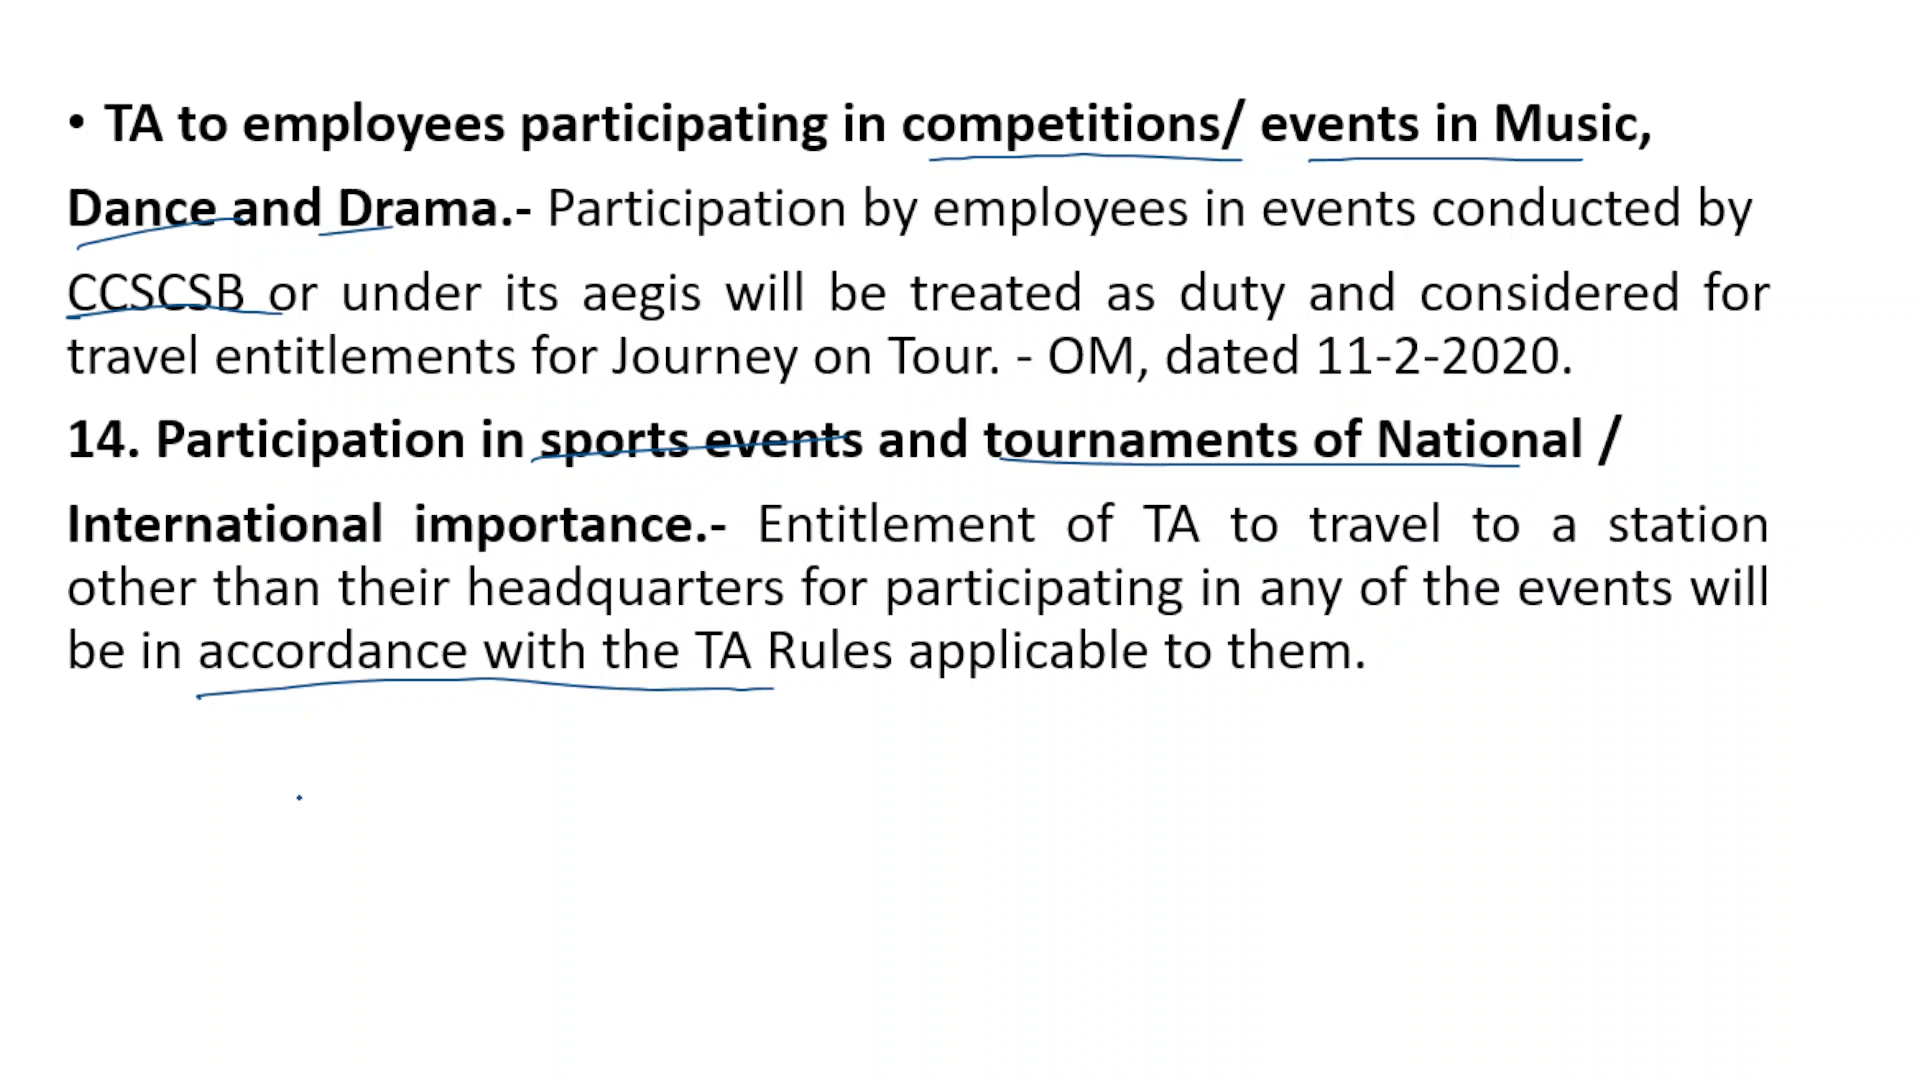 • TA to employees participating in competitions/ events in Music,
Dance and Drama.- Participation by employees in events conducted by
CCSCSB or under its aegis will be treated as duty and considered for
travel entitlements for Journey on Tour. - OM, dated 11-2-2020.
14. Participation in sports events and tournaments of National /
International importance.- Entitlement of TA to travel to a station
other than their headquarters for participating in any of the events will
be in accordance with the TA Rules applicable to them.